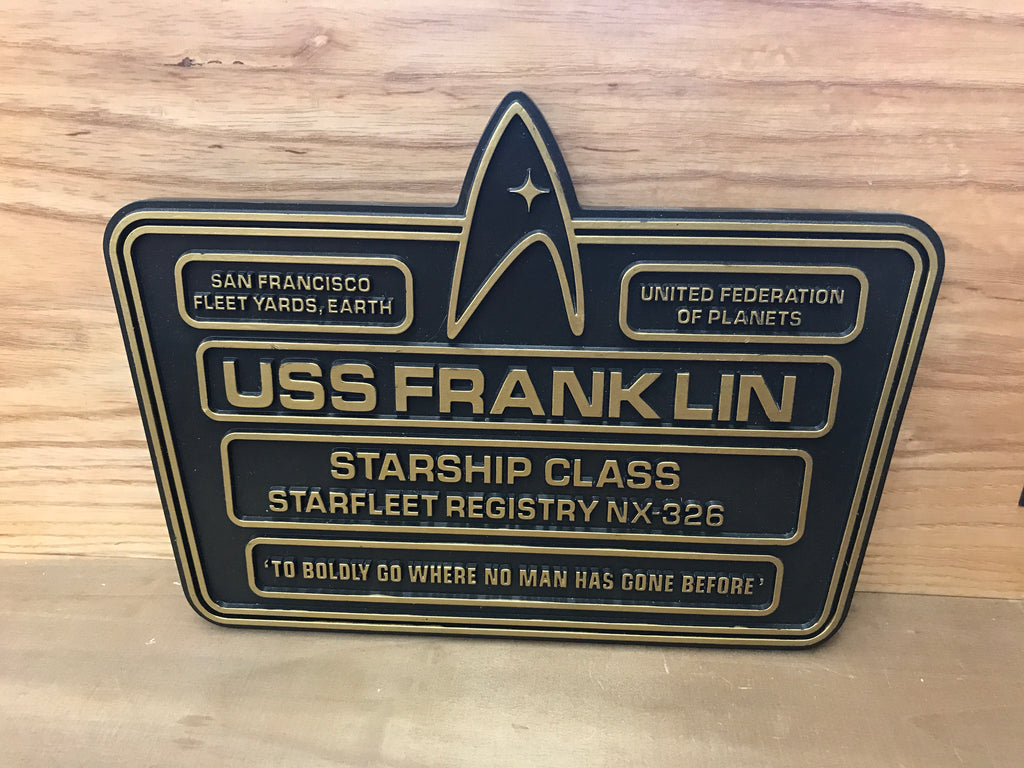 SAN FRANCISCO
FLEET YARDS, EARTH
UNITED FEDERATION
OF PLANETS
USS FRANKLIN
STARSHIP CLASS
STARFLEET REGISTRY NX-326
'TO BOLDLY GO WHERE NO MAN HAS GONE BEFORE'